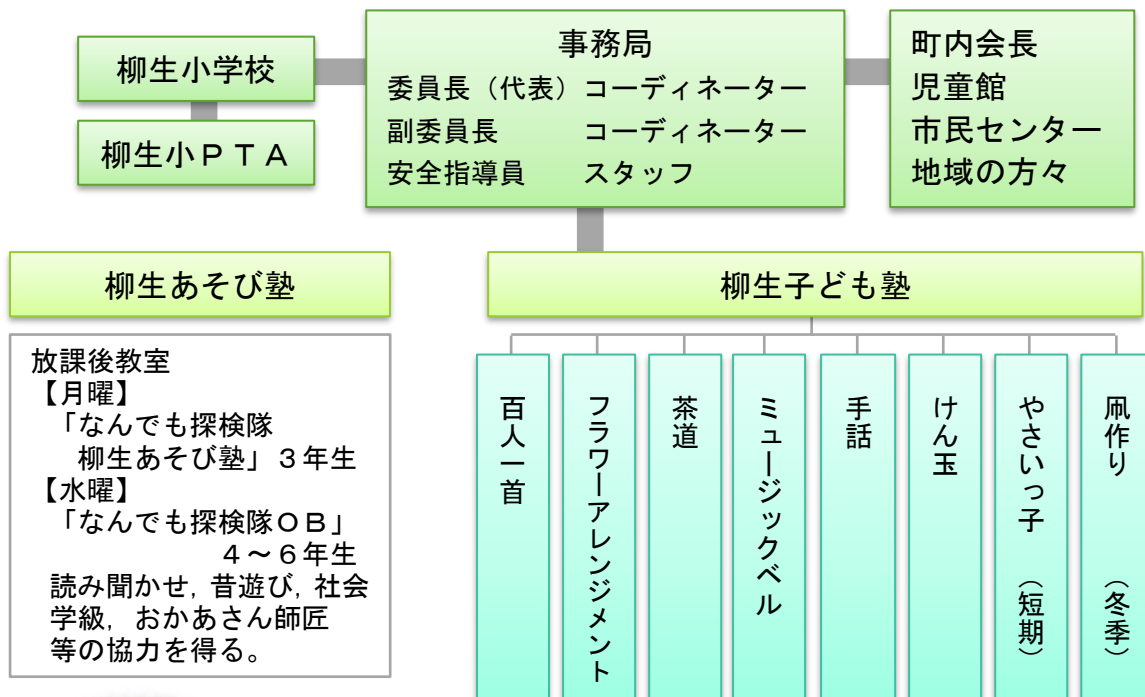 柳生小学校
柳生小ＰＴＡ
事務局
委員長（代表）コーディネーター
副委員長　　　コーディネーター
安全指導員　　スタッフ
町内会長
児童館
市民センター
地域の方々
柳生あそび塾
放課後教室
【月曜】
「なんでも探検隊
柳生あそび塾」３年生
【水曜】
「なんでも探検隊ＯＢ」
４～６年生
読み聞かせ，昔遊び，社会
学級，おかあさん師匠
等の協力を得る。
柳生子ども塾
百人一首
フラワーアレンジメント
茶道
ミュージックベル
手話
けん玉
やさいっ子　（短期）
凧作り　（冬季）